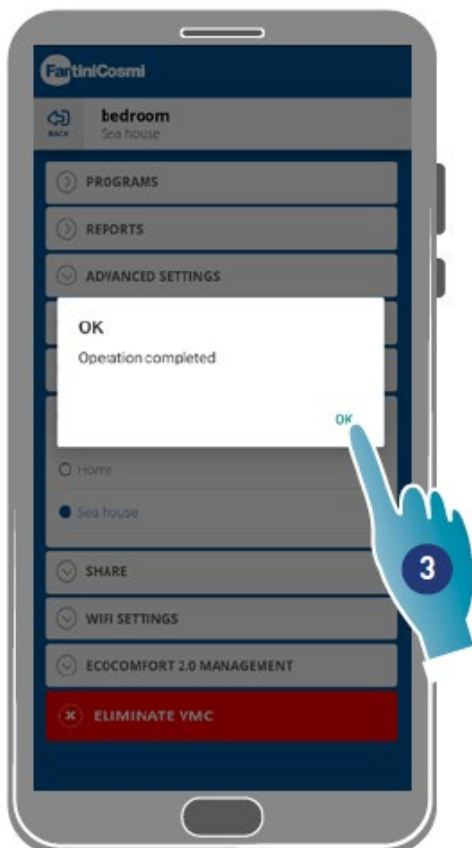 FantiniCosmi
BACK
bedroom
Sea house
PROGRAMS
REPORTS
ADVANCED SETTINGS
OK
Operation completed
OK
Home
Sea house
3
SHARE
WIFI SETTINGS
ECOCOMFORT 2.0 MANAGEMENT
ELIMINATE VMC